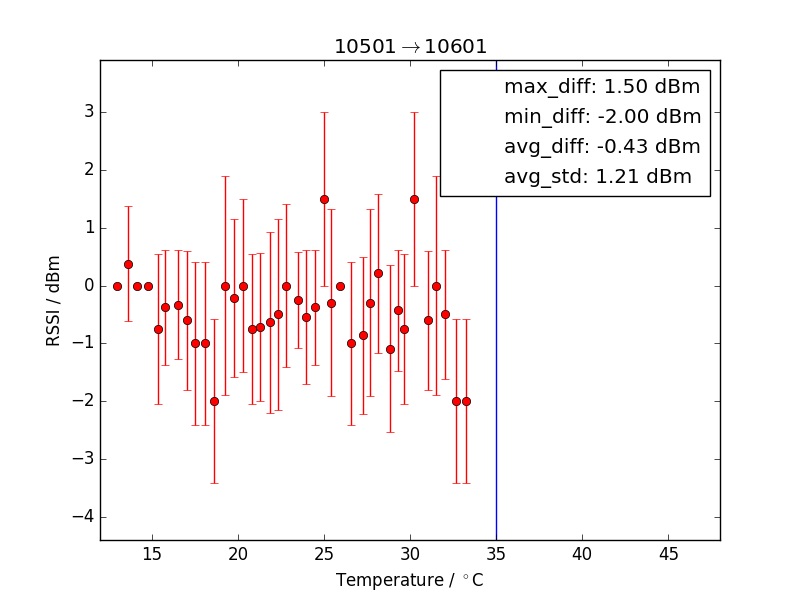 10501→10601
max_diff: 1.50 dBm
min_diff: -2.00 dBm
avg_diff: -0.43 dBm
avg_std: 1.21 dBm
RSSI / dBm
3
2
1
0
−1
−2
−3
−4
15 20 25 30 35 40 45
Temperature / °C